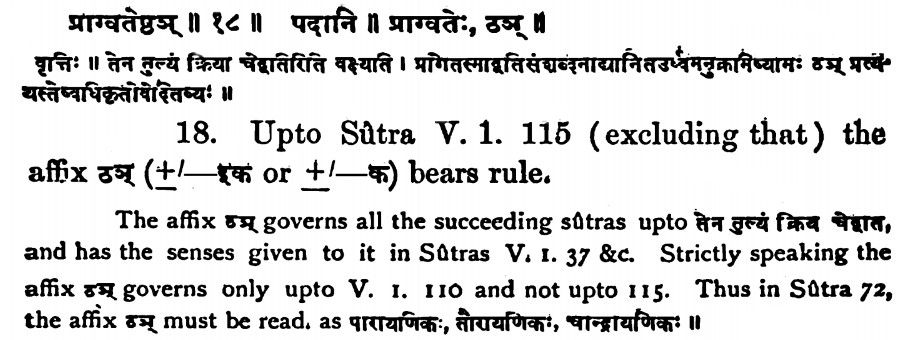 प्राग्वतेष्ठञ् ॥ १८ ॥ पदानि ॥ प्राग्वतेः, ठञ् ॥
वृत्तिः ॥ तेन तुल्यं क्रिया चेद्वतिरिति वक्ष्यति । प्रागेतस्माद्वतिसंशब्दनाद्यानितऊर्ध्वमनुक्रमिष्यामः ठञ् प्रत्य-
यस्तेष्वधिकृतोवेदितव्यः ॥
18. Upto Sûtra V. 1. 115 (excluding that) the
affix ठञ् (±/—इक or ±/—क) bears rule.
The affix ठञ् governs all the succeeding sûtras upto तेन तुल्यं क्रिय चेद्वात,
and has the senses given to it in Sûtras V. 1. 37 &c. Strictly speaking the
affix ठञ् governs only upto V. 1. 110 and not upto 115. Thus in Sûtra 72,
the affix ठञ् must be read. as पारायणिकः, तौरायणिकः, चान्द्रायणिकः ॥